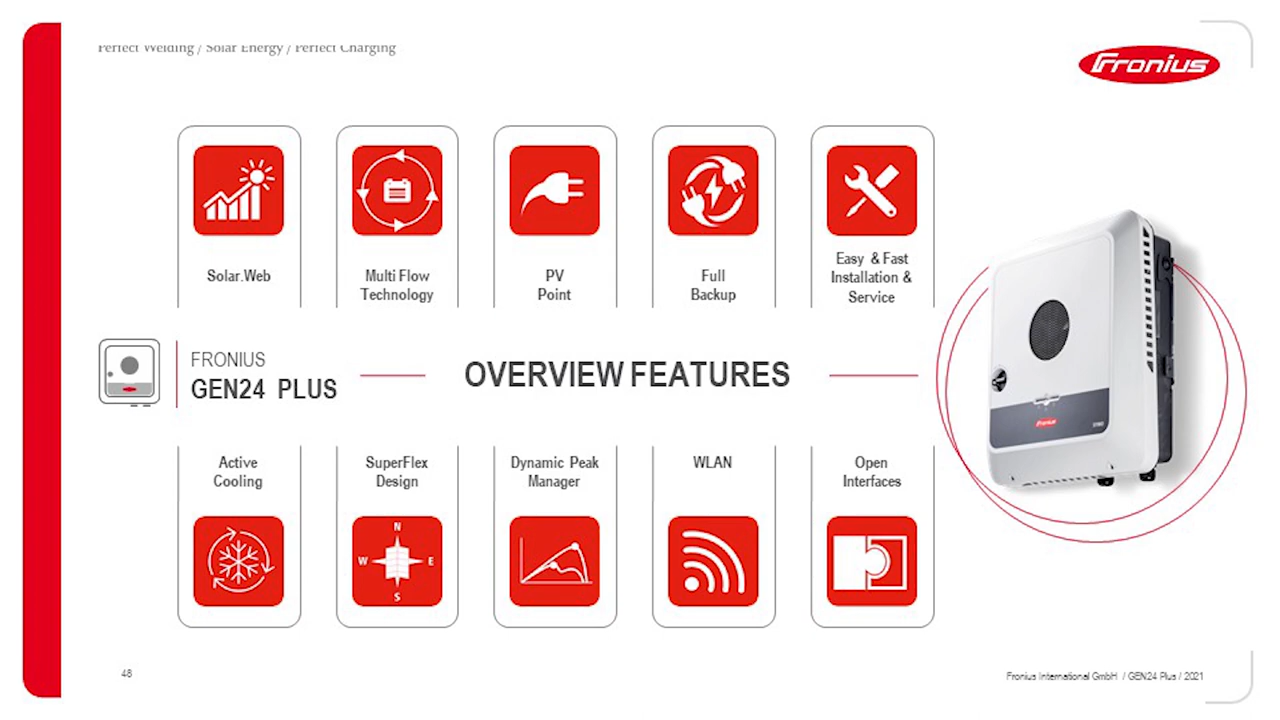 Perfect Welding / Solar Energy / Perfect Charging
Fronius
Solar.Web
Multi Flow
Technology
PV
Point
Full
Backup
Easy & Fast
Installation &
Service
FRONIUS
GEN24 PLUS
OVERVIEW FEATURES
Fronius
Active
Cooling
SuperFlex
Design
Dynamic Peak
Manager
WLAN
Open
Interfaces
N
W E
S
48
Fronius International GmbH / GEN24 Plus / 2021